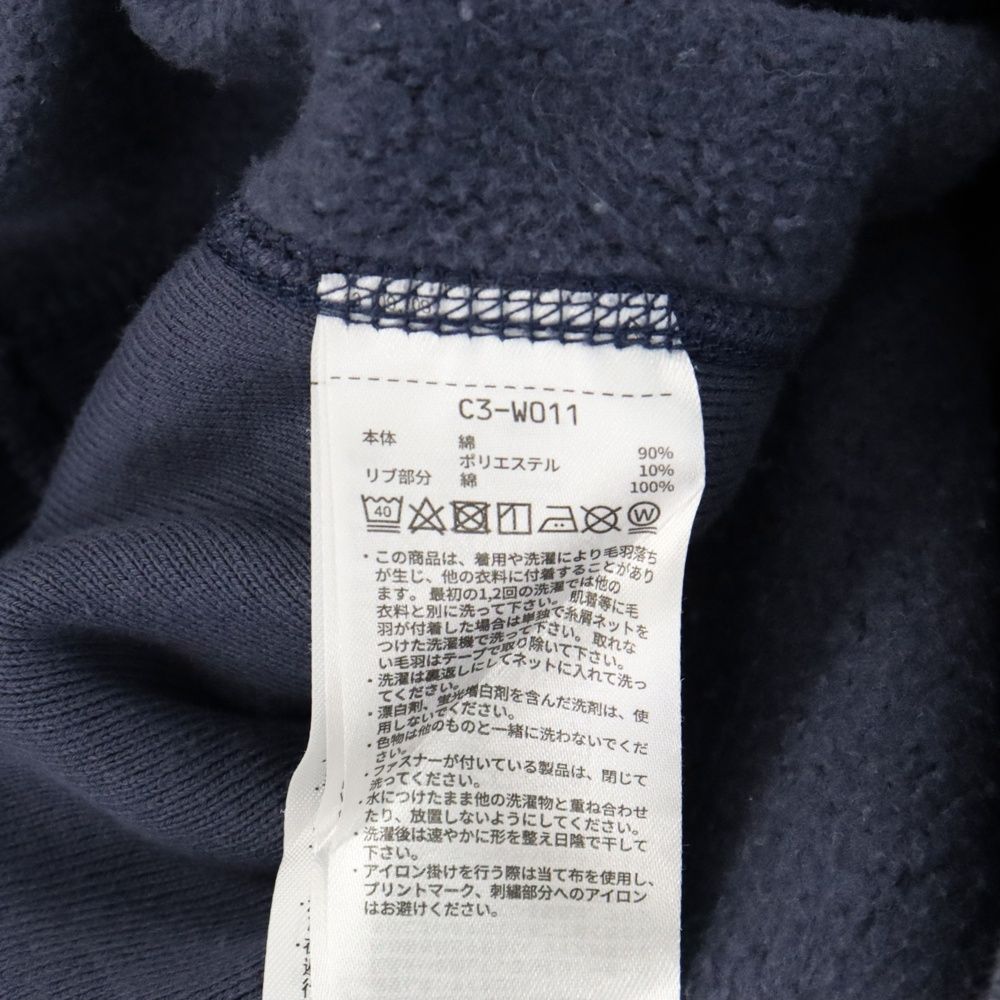 C3-W011
本体 綿 90%
ポリエステル 10%
リブ部分 綿 100%
40 W
・この商品は、着用や洗濯により毛羽落ち
が生じ、他の衣料に付着することがあり
ます。最初の1,2回の洗濯では他の
衣料と別に洗って下さい。肌着等に毛
羽が付着した場合は単独で糸屑ネットを
つけた洗濯機で洗って下さい。取れな
い毛羽はテープで取り除いて下さい。
・洗濯は裏返しにしてネットに入れて洗っ
てください。
・漂白剤、蛍光増白剤を含んだ洗剤は、使
用しないでください。
・色物は他のものと一緒に洗わないでくだ
さい。
・ファスナーが付いている製品は、閉じて
洗ってください。
・水につけたまま他の洗濯物と重ね合わせ
たり、放置しないようにしてください。
・洗濯後は速やかに形を整え日陰で干して
下さい。
・アイロン掛けを行う際は当て布を使用し、
プリントマーク、刺繍部分へのアイロン
はお避けください。